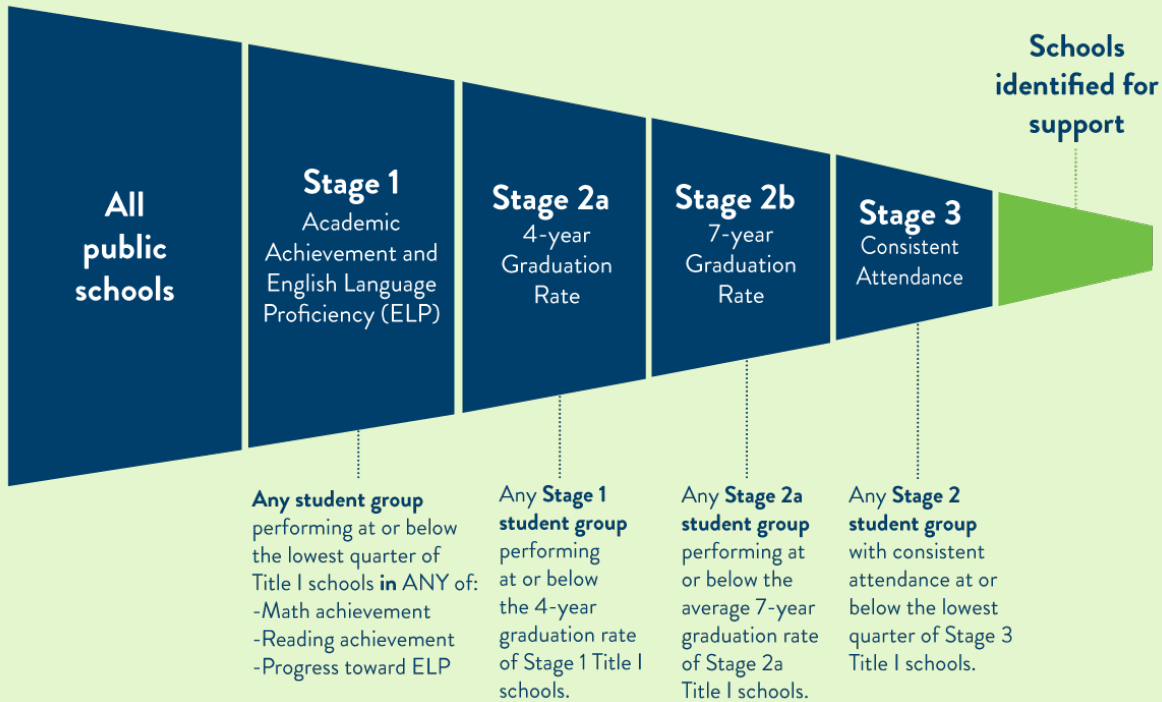 Schools
identified for
support
All
public
schools
Stage 1
Academic
Achievement and
English Language
Proficiency (ELP)
Stage 2a
4-year
Graduation
Rate
Stage 2b
7-year
Graduation
Rate
Stage 3
Consistent
Attendance
Any student group
performing at or below
the lowest quarter of
Title I schools in ANY of:
-Math achievement
-Reading achievement
-Progress toward ELP
Any Stage 1
student group
performing
at or below
the 4-year
graduation rate
of Stage 1 Title I
schools.
Any Stage 2a
student group
performing at
or below the
average 7-year
graduation rate
of Stage 2a
Title I schools.
Any Stage 2
student group
with consistent
attendance at or
below the lowest
quarter of Stage 3
Title I schools.